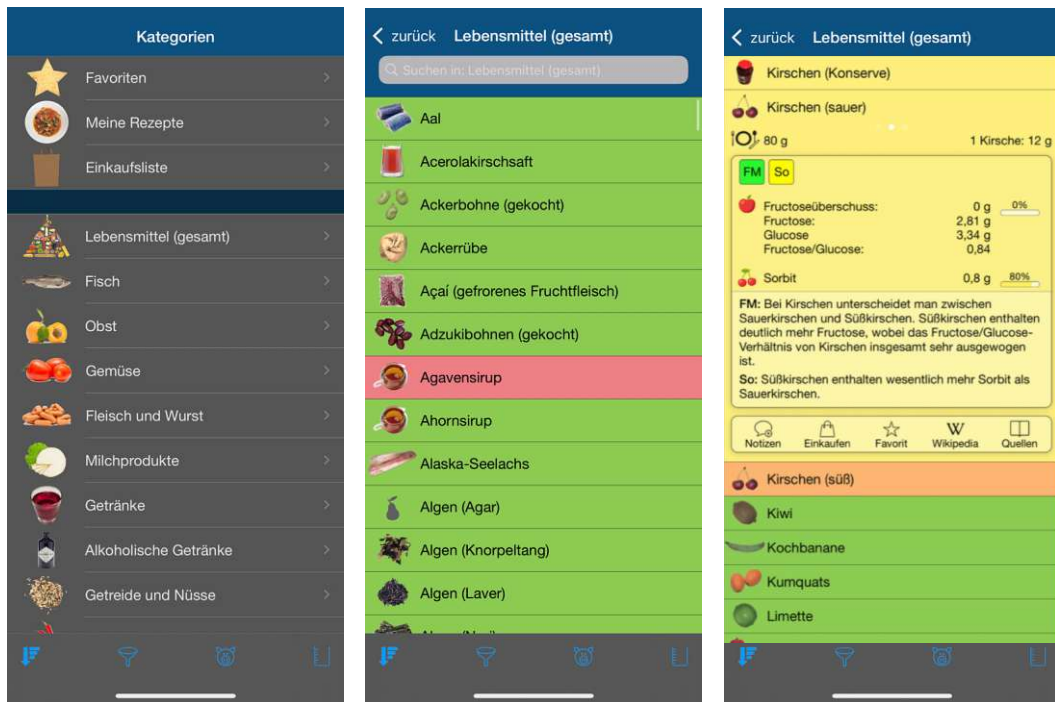 Kategorien
Favoriten
Meine Rezepte
Einkaufsliste
Lebensmittel (gesamt)
Fisch
Obst
Gemüse
Fleisch und Wurst
Milchprodukte
Getränke
Alkoholische Getränke
Getreide und Nüsse
zurück Lebensmittel (gesamt)
Suchen in: Lebensmittel (gesamt)
Aal
Acerolakirschsaft
Ackerbohne (gekocht)
Ackerrübe
Açaí (gefrorenes Fruchtfleisch)
Adzukibohnen (gekocht)
Agavensirup
Ahornsirup
Alaska-Seelachs
Algen (Agar)
Algen (Knorpeltang)
Algen (Laver)
zurück Lebensmittel (gesamt)
Kirschen (Konserve)
Kirschen (sauer)
80 g 1 Kirsche: 12 g
FM So
Fructoseüberschuss: 0 g 0%
Fructose: 2,81 g
Glucose 3,34 g
Fructose/Glucose: 0,84
Sorbit 0,8 g 80%
FM: Bei Kirschen unterscheidet man zwischen
Sauerkirschen und Süßkirschen. Süßkirschen enthalten
deutlich mehr Fructose, wobei das Fructose/Glucose-
Verhältnis von Kirschen insgesamt sehr ausgewogen
ist.
So: Süßkirschen enthalten wesentlich mehr Sorbit als
Sauerkirschen.
Notizen Einkaufen Favorit Wikipedia Quellen
Kirschen (süß)
Kiwi
Kochbanane
Kumquats
Limette